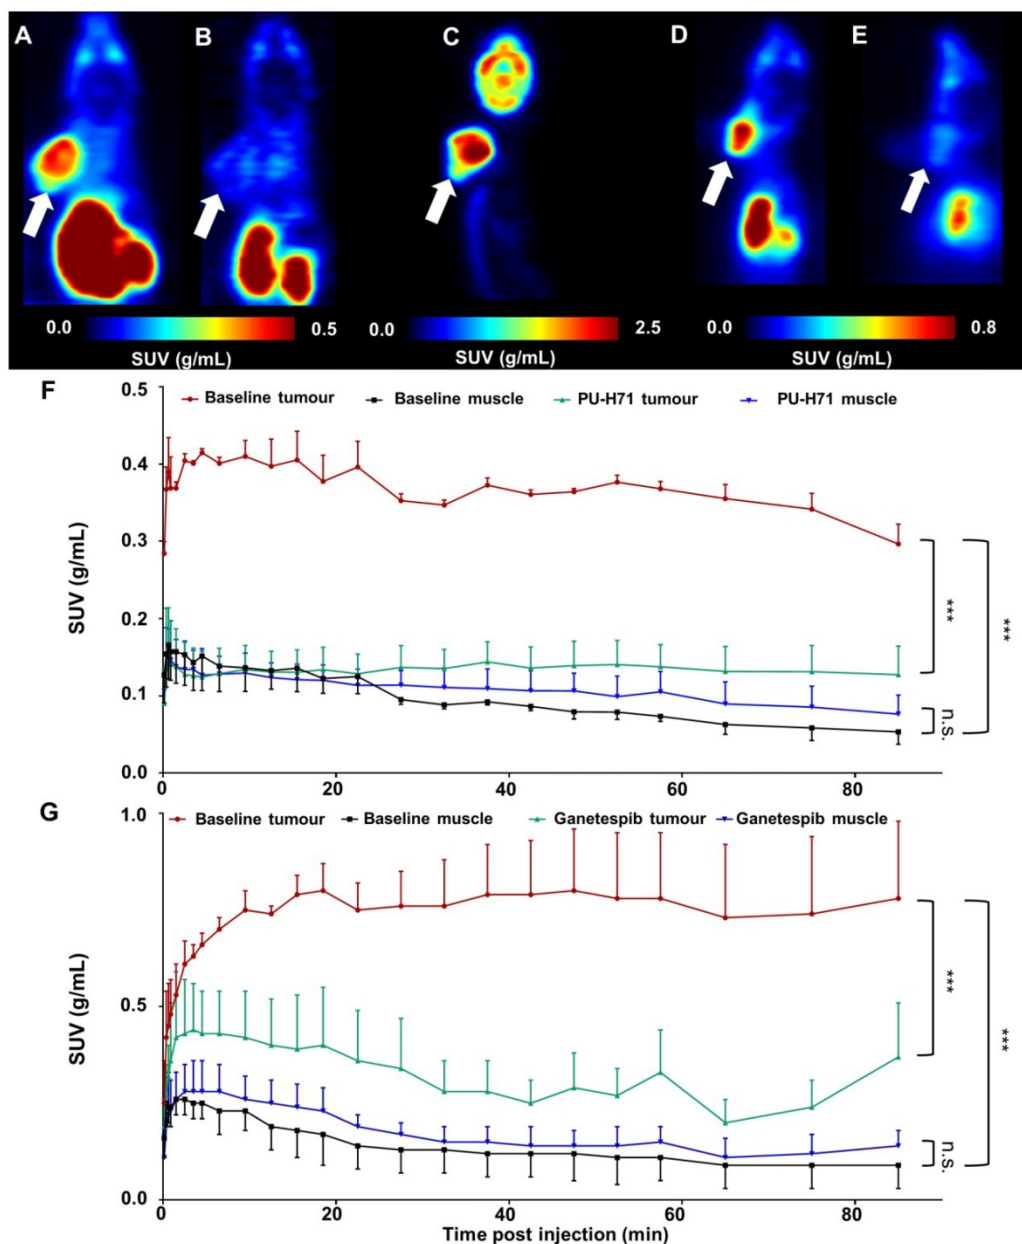 A B C D E
0.0 0.5 0.0 2.5 0.0 0.8
SUV (g/mL) SUV (g/mL) SUV (g/mL)
F
Baseline tumour Baseline muscle PU-H71 tumour PU-H71 muscle
SUV (g/mL)
0.5
0.4
0.3
0.2
0.1
0.0
0 20 40 60 80
***
***
n.s.
G
Baseline tumour Baseline muscle Ganetespib tumour Ganetespib muscle
SUV (g/mL)
1.0
0.5
0.0
0 20 40 60 80
***
***
n.s.
Time post injection (min)